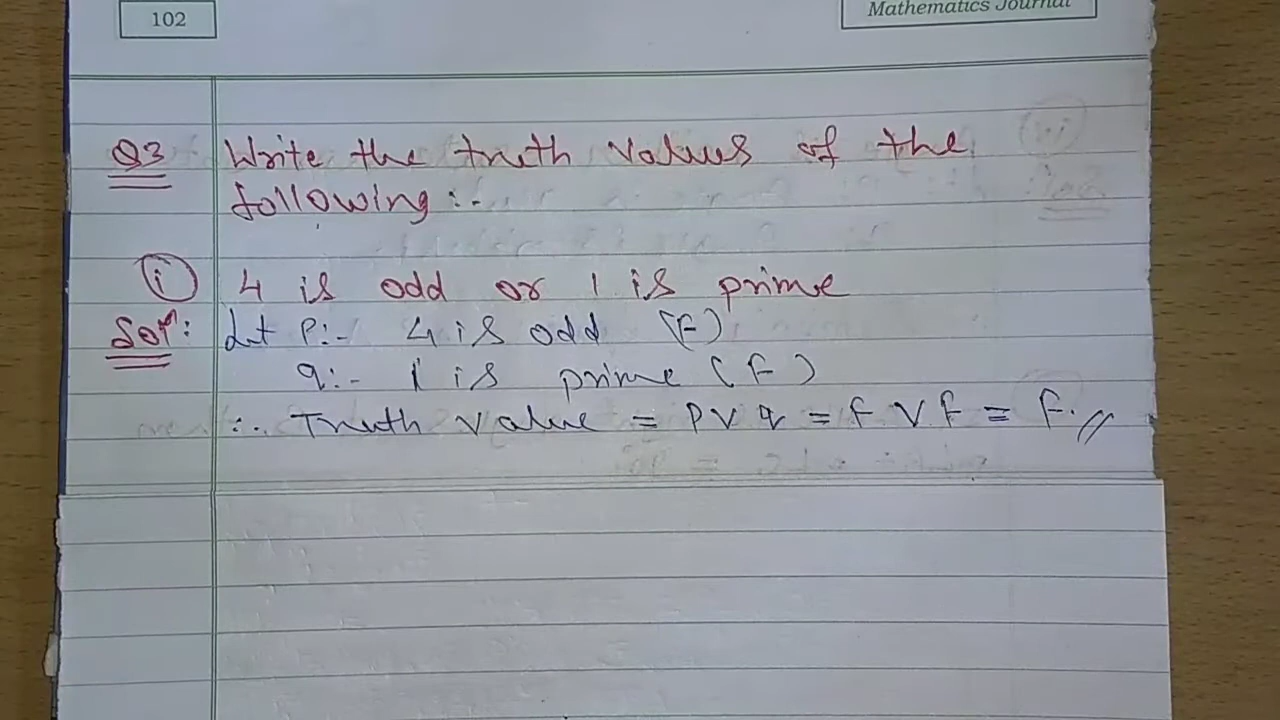 102
Mathematics Journal
Q3 Write the truth values of the
following :-
(i) 4 is odd or 1 is prime
Solⁿ: Let P:- 4 is odd (F)
q:- 1 is prime (F)
∴ Truth value = P ∨ q = F ∨ F ≡ F.//